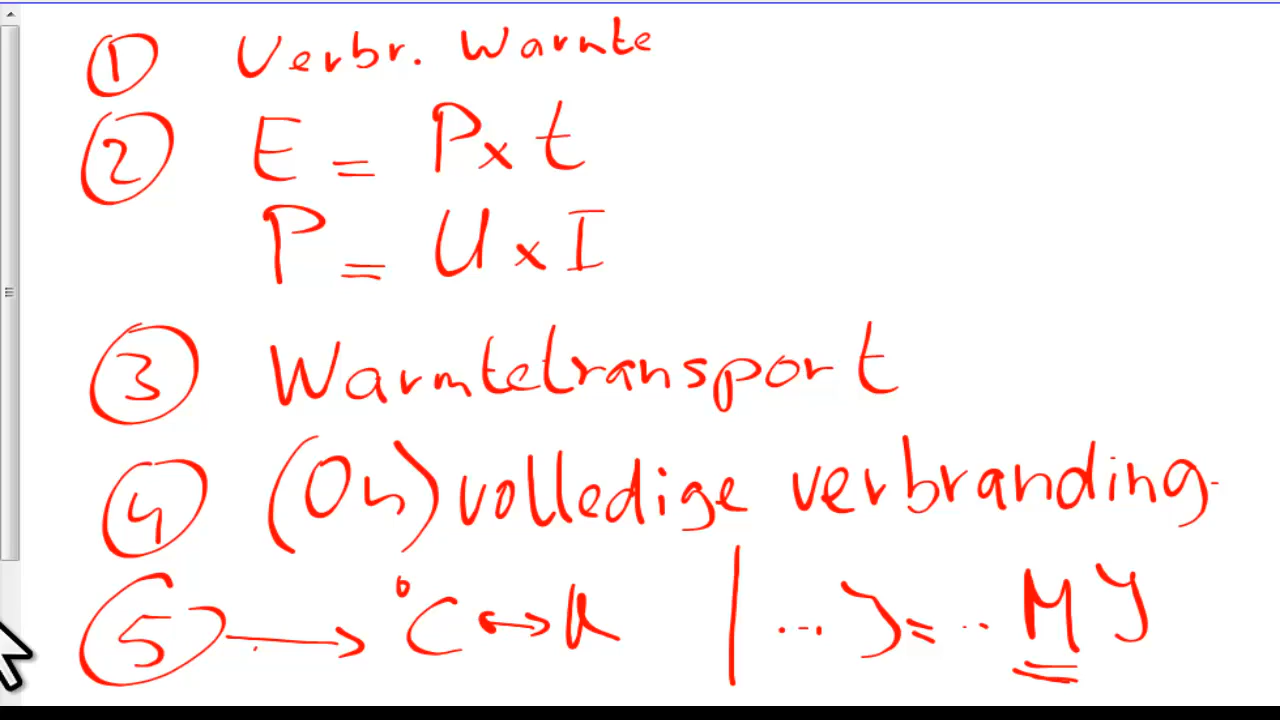 ① Verbr. Warmte
② E = P x t
P = U x I
③ Warmtetransport
④ (On)volledige verbranding.
⑤ → °C ↔ K | ... J = .. MJ